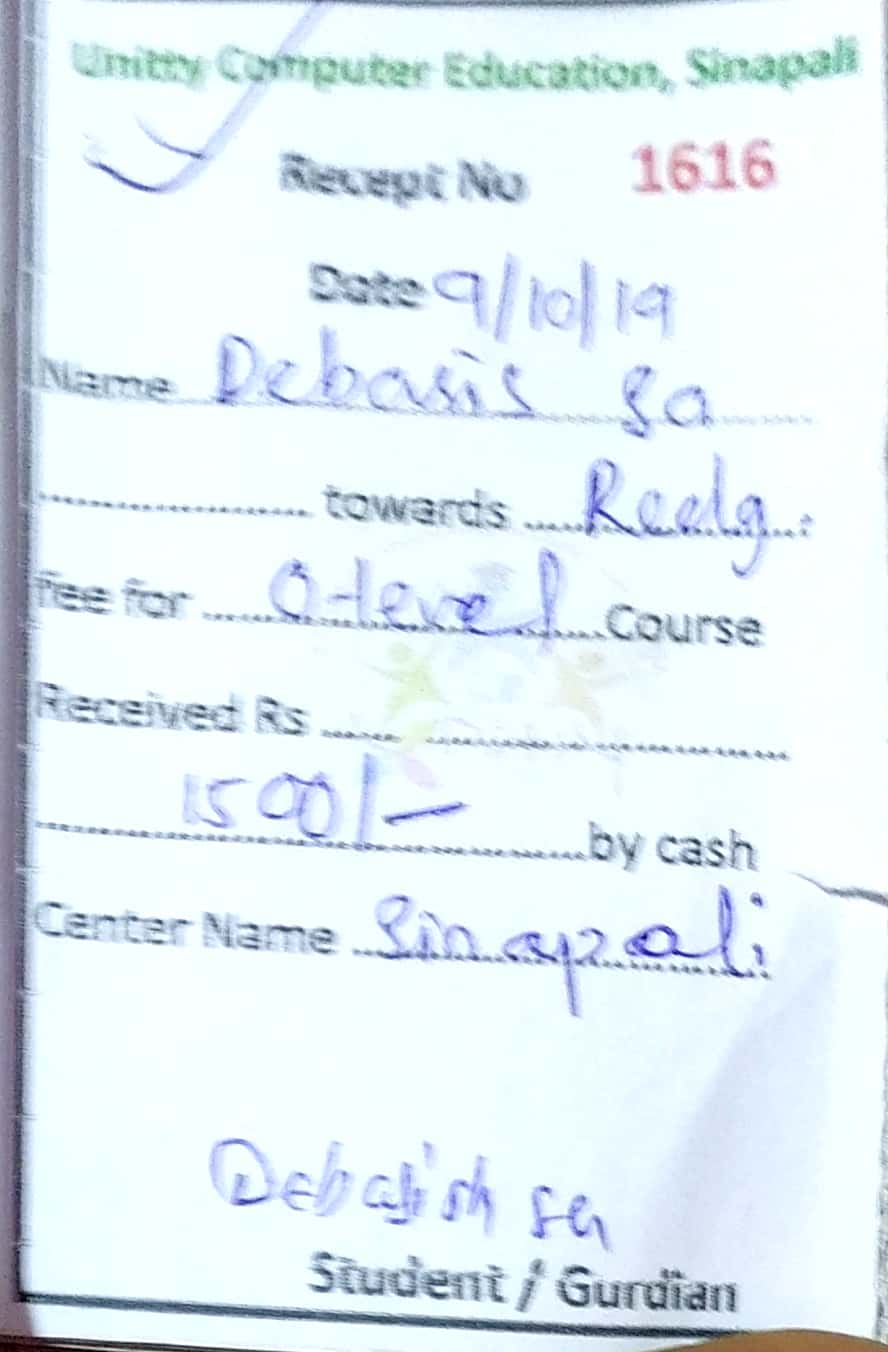 Unitty Computer Education, Sinapali
Recept No 1616
Date 9/10/19
Name Debasis Sa
towards Readg.
fee for O-level Course
Received Rs
1500/-
by cash
Center Name Sinapali
Debasish Sa
Student / Gurdian